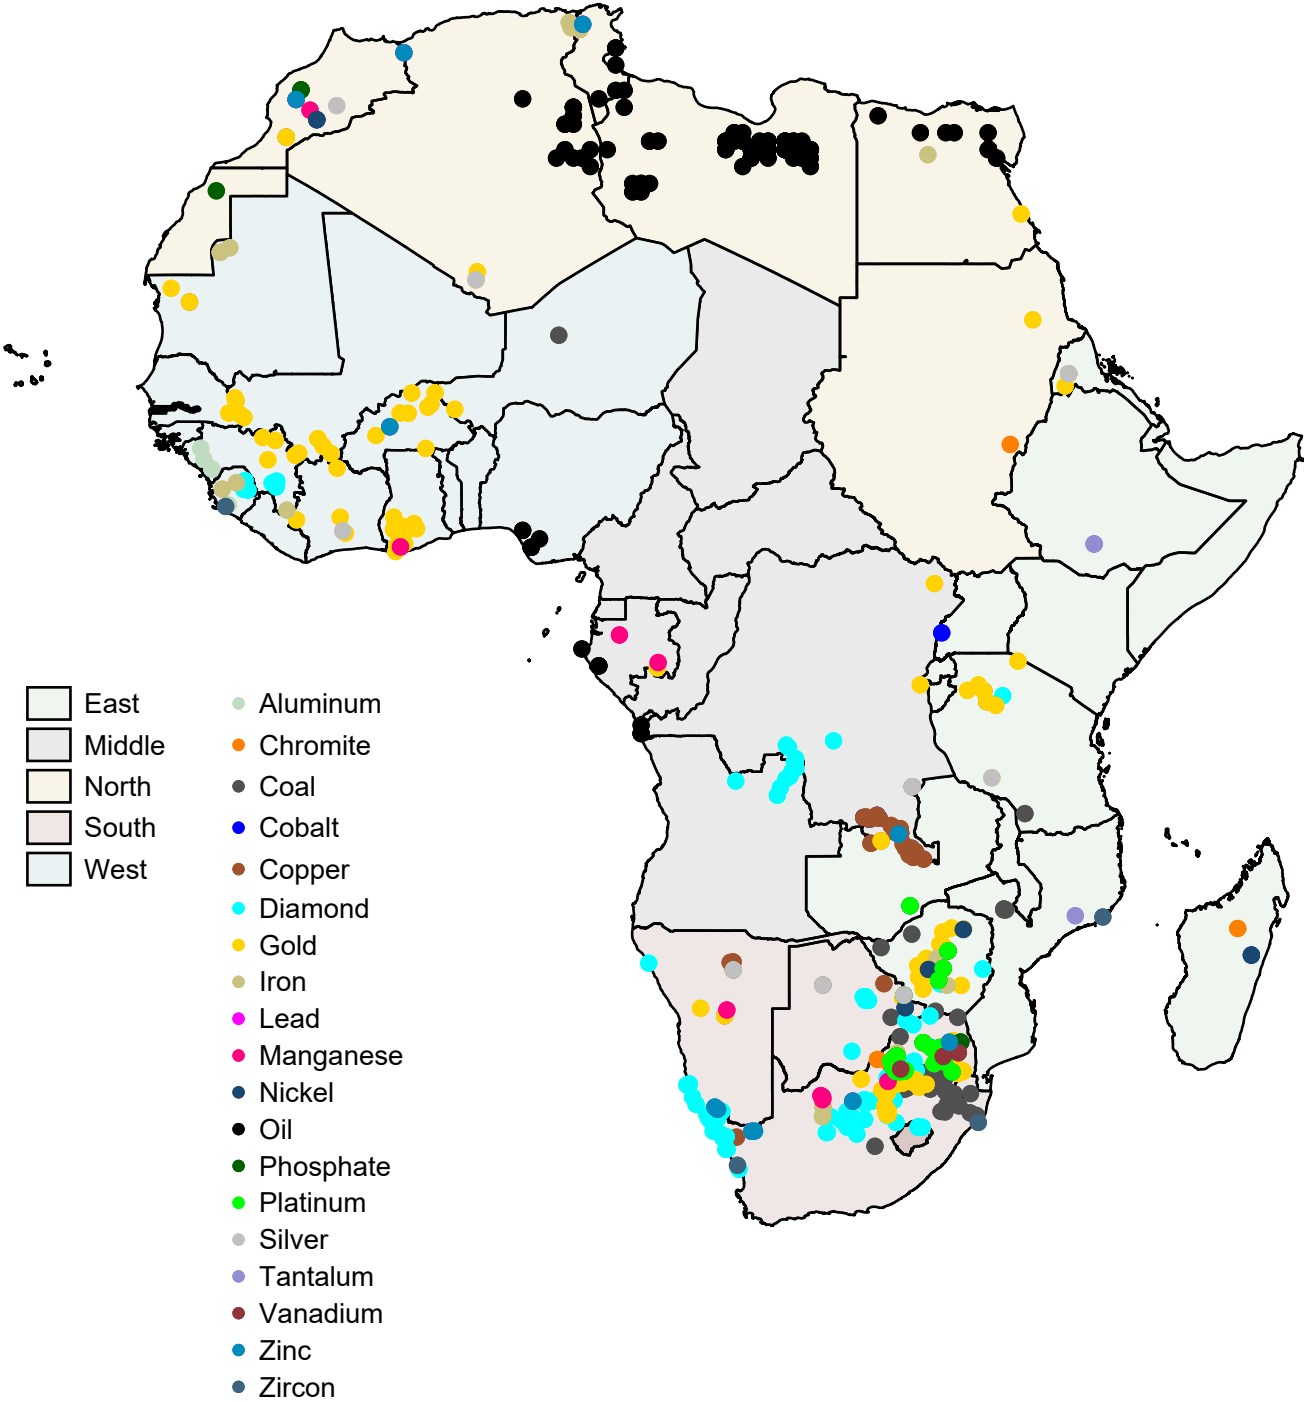 East
Middle
North
South
West
Aluminum
Chromite
Coal
Cobalt
Copper
Diamond
Gold
Iron
Lead
Manganese
Nickel
Oil
Phosphate
Platinum
Silver
Tantalum
Vanadium
Zinc
Zircon